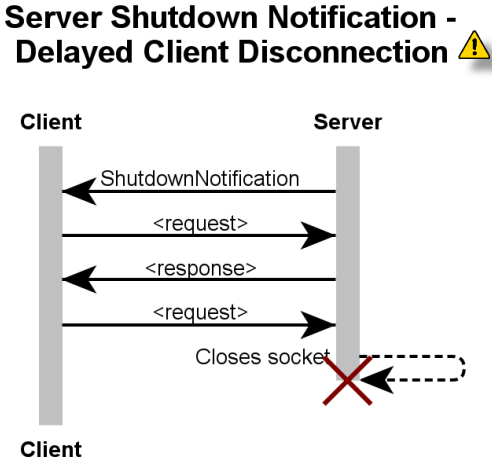 Server Shutdown Notification -
Delayed Client Disconnection
Client
Server
ShutdownNotification
<request>
<response>
<request>
Closes socket
Client